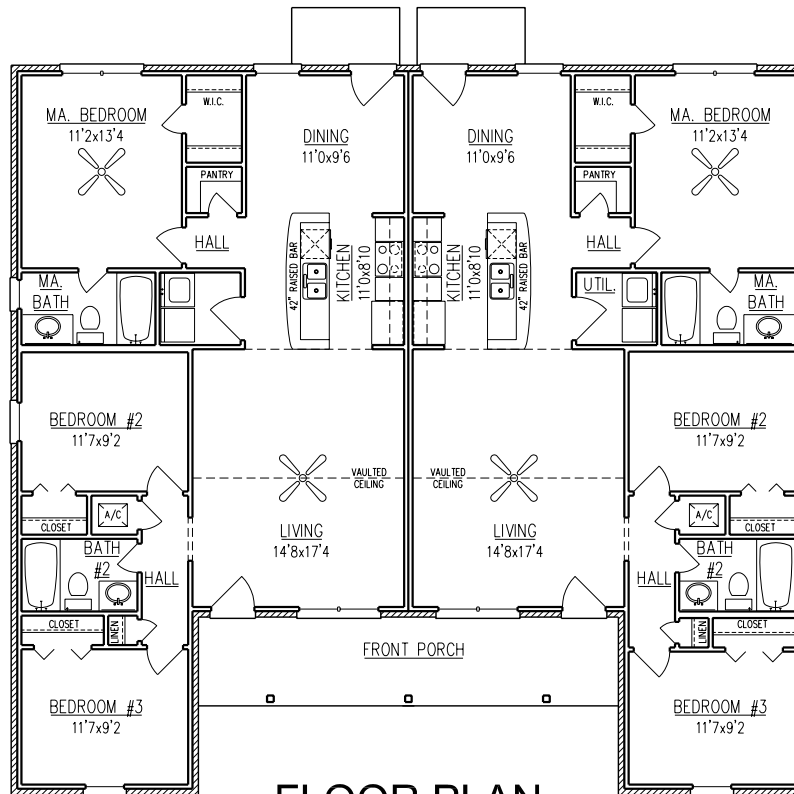 MA. BEDROOM
11'2x13'4
W.I.C.
DINING
11'0x9'6
PANTRY
HALL
MA.
BATH
42" RAISED BAR
KITCHEN
11'0x8'10
BEDROOM #2
11'7x9'2
A/C
CLOSET
BATH
#2
HALL
CLOSET
LINEN
BEDROOM #3
11'7x9'2
VAULTED
CEILING
LIVING
14'8x17'4
DINING
11'0x9'6
W.I.C.
MA. BEDROOM
11'2x13'4
PANTRY
HALL
KITCHEN
11'0x8'10
42" RAISED BAR
UTIL.
MA.
BATH
VAULTED
CEILING
LIVING
14'8x17'4
BEDROOM #2
11'7x9'2
A/C
CLOSET
BATH
#2
HALL
LINEN
CLOSET
BEDROOM #3
11'7x9'2
FRONT PORCH
FLOOR PLAN